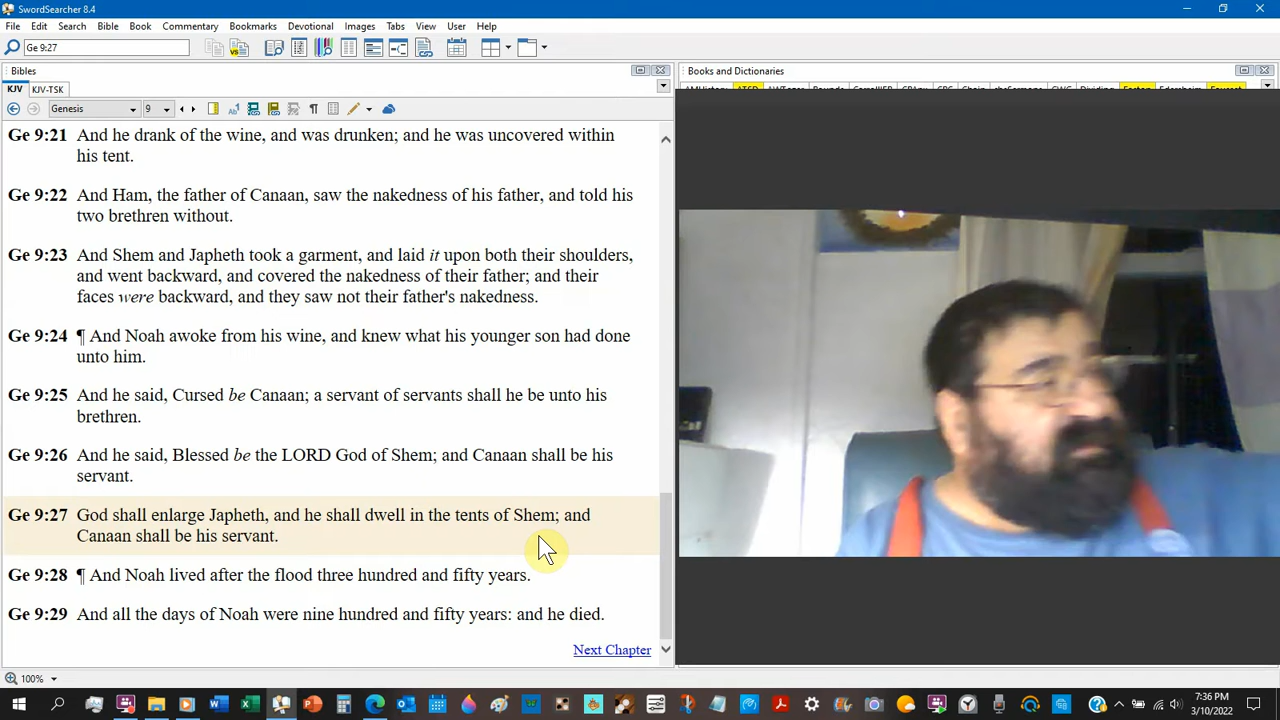 SwordSearcher 8.4
File Edit Search Bible Book Commentary Bookmarks Devotional Images Tabs View User Help
Ge 9:27
Bibles
KJV KJV-TSK
Genesis 9
Ge 9:21 And he drank of the wine, and was drunken; and he was uncovered within
his tent.
Ge 9:22 And Ham, the father of Canaan, saw the nakedness of his father, and told his
two brethren without.
Ge 9:23 And Shem and Japheth took a garment, and laid it upon both their shoulders,
and went backward, and covered the nakedness of their father; and their
faces were backward, and they saw not their father's nakedness.
Ge 9:24 ¶ And Noah awoke from his wine, and knew what his younger son had done
unto him.
Ge 9:25 And he said, Cursed be Canaan; a servant of servants shall he be unto his
brethren.
Ge 9:26 And he said, Blessed be the LORD God of Shem; and Canaan shall be his
servant.
Ge 9:27 God shall enlarge Japheth, and he shall dwell in the tents of Shem; and
Canaan shall be his servant.
Ge 9:28 ¶ And Noah lived after the flood three hundred and fifty years.
Ge 9:29 And all the days of Noah were nine hundred and fifty years: and he died.
Next Chapter
100%
Books and Dictionaries
7:36 PM
3/10/2022